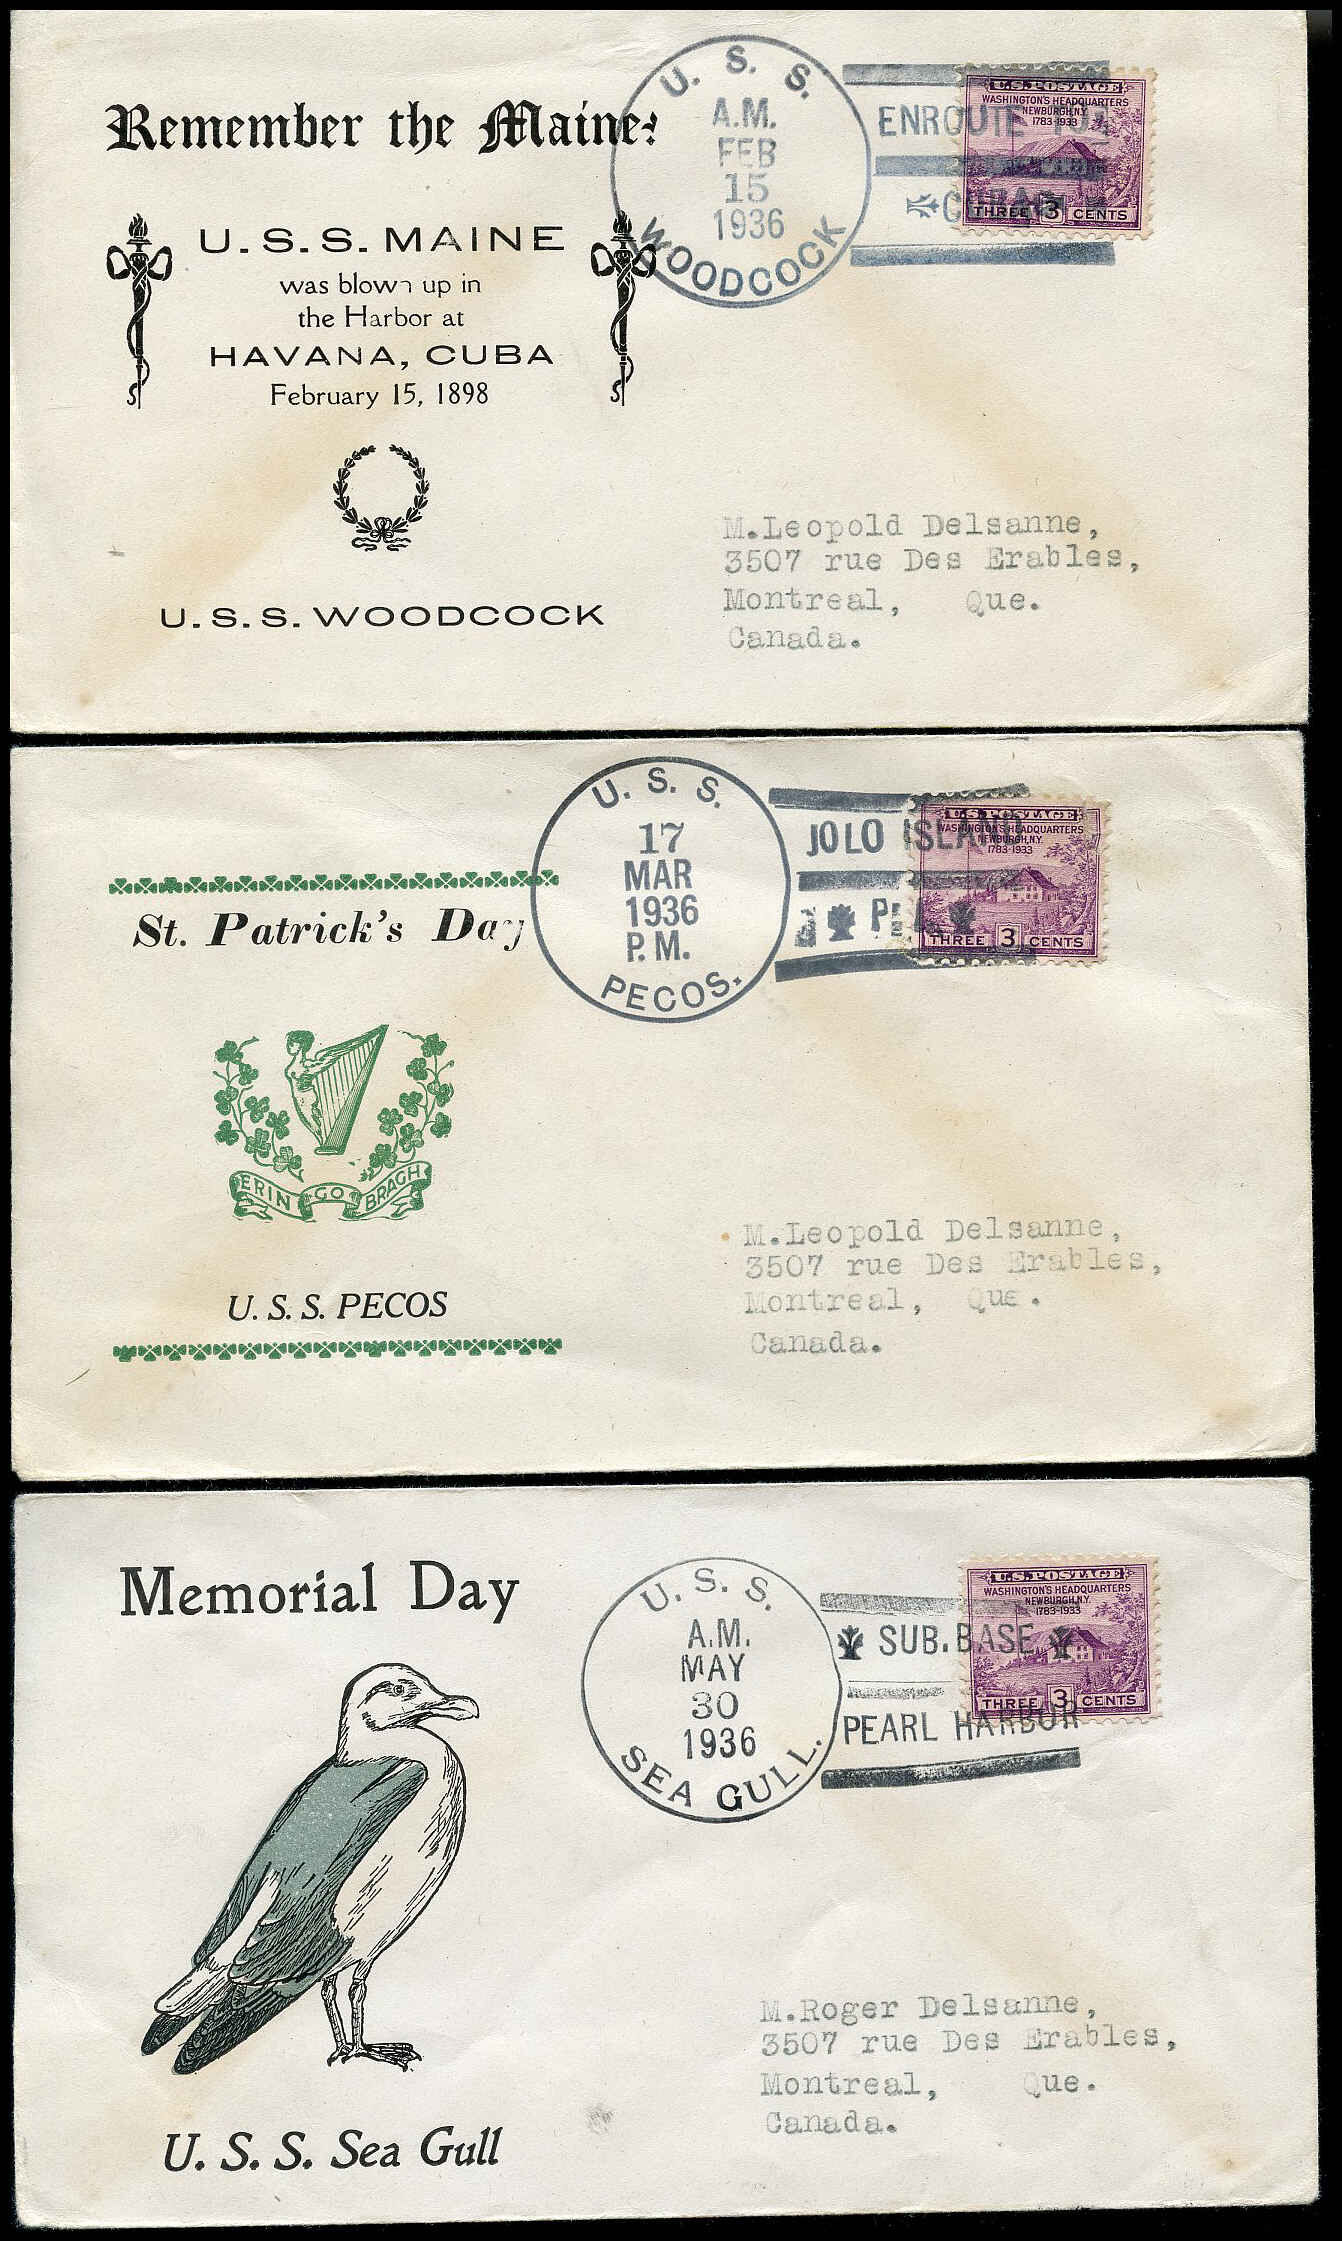 Remember the Maine!
U. S. S. MAINE
was blown up in
the Harbor at
HAVANA, CUBA
February 15, 1898
U. S. S. WOODCOCK
U. S. S.
A.M.
FEB
15
1936
WOODCOCK
ENROUTE TO
U.S. POSTAGE
WASHINGTON'S HEADQUARTERS
NEWBURGH, N.Y.
1783-1933
THREE 3 CENTS
M.Leopold Delsanne,
3507 rue Des Erables,
Montreal, Que.
Canada.
St. Patrick's Day
ERIN GO BRAGH
U. S. S. PECOS
U. S. S.
17
MAR
1936
P. M.
PECOS.
JOLO ISLAND
U.S. POSTAGE
WASHINGTON'S HEADQUARTERS
NEWBURGH, N.Y.
1783-1933
THREE 3 CENTS
M.Leopold Delsanne,
3507 rue Des Erables,
Montreal, Que.
Canada.
Memorial Day
U. S. S. Sea Gull
U. S. S.
A.M.
MAY
30
1936
SEA GULL.
SUB. BASE
PEARL HARBOR
U.S. POSTAGE
WASHINGTON'S HEADQUARTERS
NEWBURGH, N.Y.
1783-1933
THREE 3 CENTS
M.Roger Delsanne,
3507 rue Des Erables,
Montreal, Que.
Canada.